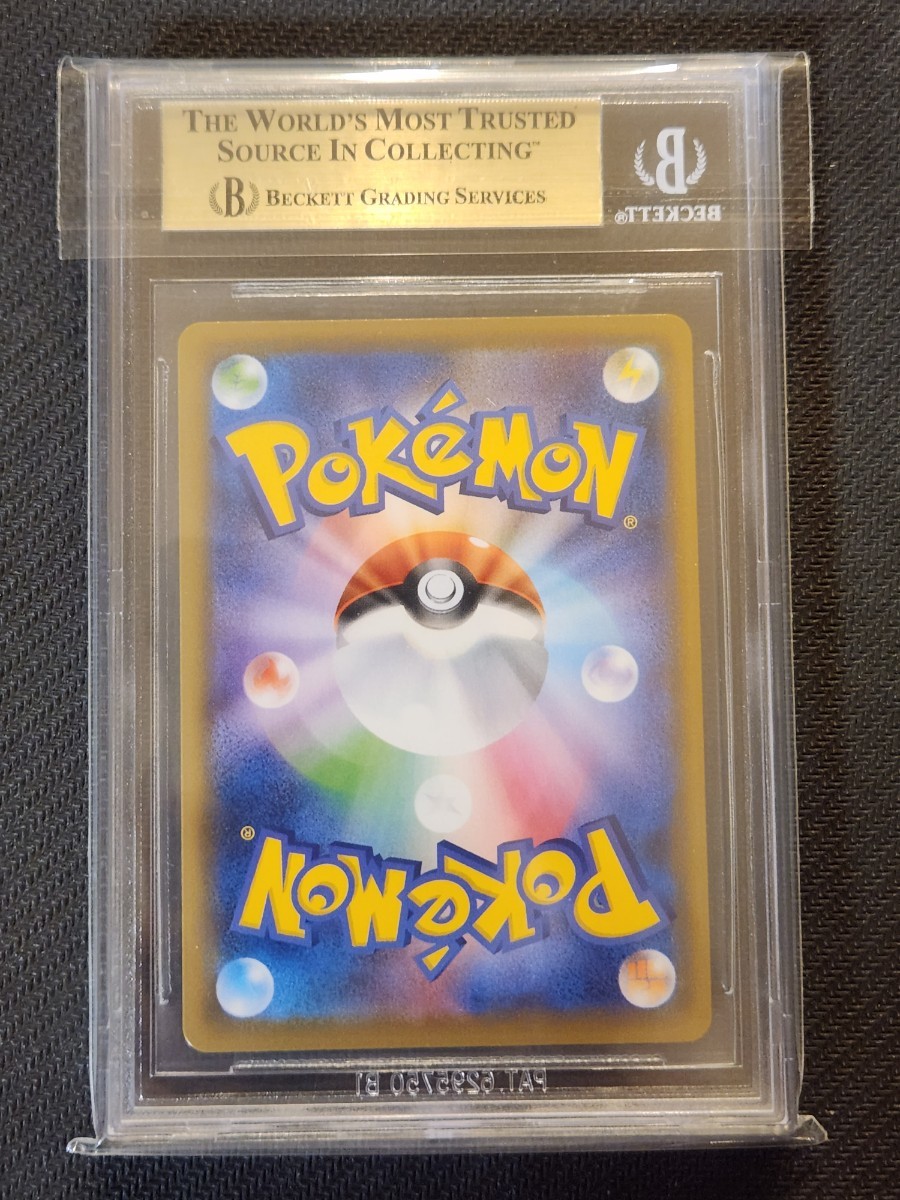 THE WORLD'S MOST TRUSTED
SOURCE IN COLLECTING™
B BECKETT GRADING SERVICES
B
BECKETT®
POKéMON®
POKéMON®
PAT. 6295750 B1